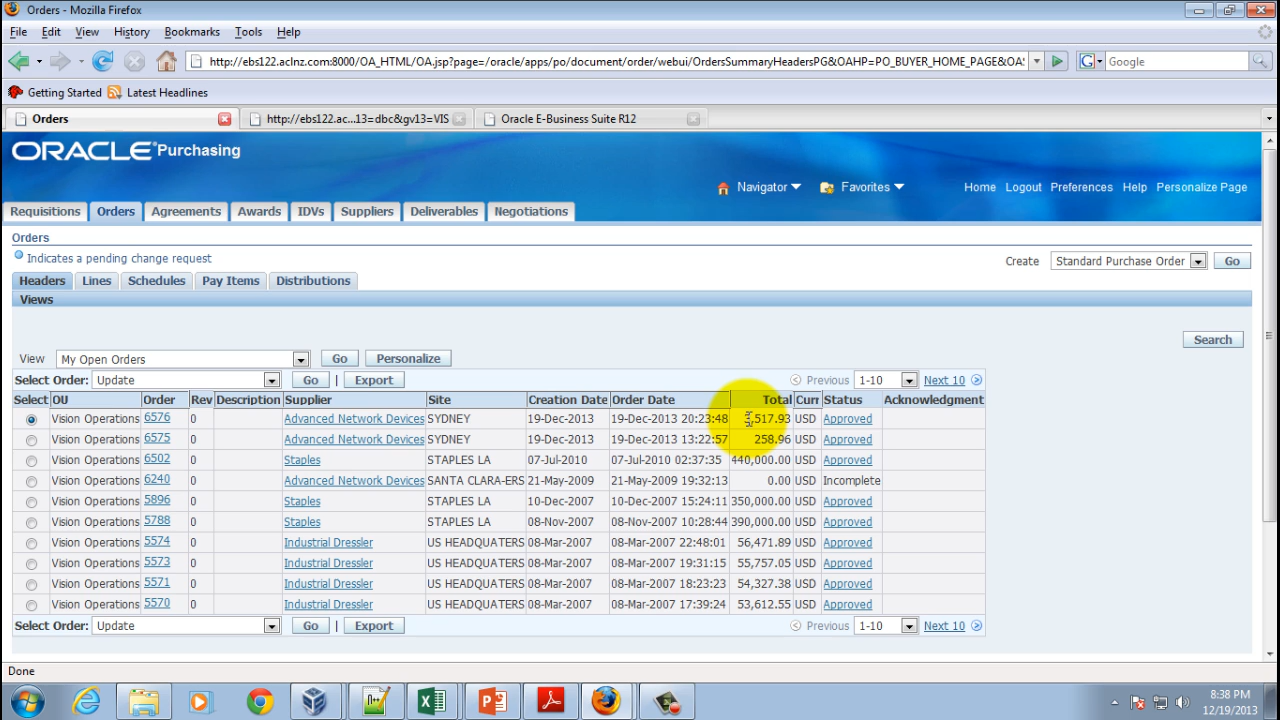 Orders - Mozilla Firefox
File Edit View History Bookmarks Tools Help
http://ebs122.aclnz.com:8000/OA_HTML/OA.jsp?page=/oracle/apps/po/document/order/webui/OrdersSummaryHeadersPG&OAHP=PO_BUYER_HOME_PAGE&OAS Google
Getting Started Latest Headlines
Orders http://ebs122.ac...13=dbc&gv13=VIS Oracle E-Business Suite R12
ORACLE Purchasing
Navigator Favorites Home Logout Preferences Help Personalize Page
Requisitions Orders Agreements Awards IDVs Suppliers Deliverables Negotiations
Orders
Indicates a pending change request
Create Standard Purchase Order Go
Headers Lines Schedules Pay Items Distributions
Views
Search
View My Open Orders Go Personalize
Select Order: Update Go | Export Previous 1-10 Next 10
Select OU Order Rev Description Supplier Site Creation Date Order Date Total Curr Status Acknowledgment
Vision Operations 6576 0 Advanced Network Devices SYDNEY 19-Dec-2013 19-Dec-2013 20:23:48 ,517.93 USD Approved
Vision Operations 6575 0 Advanced Network Devices SYDNEY 19-Dec-2013 19-Dec-2013 13:22:57 258.96 USD Approved
Vision Operations 6502 0 Staples STAPLES LA 07-Jul-2010 07-Jul-2010 02:37:35 440,000.00 USD Approved
Vision Operations 6240 0 Advanced Network Devices SANTA CLARA-ERS 21-May-2009 21-May-2009 19:32:13 0.00 USD Incomplete
Vision Operations 5896 0 Staples STAPLES LA 10-Dec-2007 10-Dec-2007 15:24:11 350,000.00 USD Approved
Vision Operations 5788 0 Staples STAPLES LA 08-Nov-2007 08-Nov-2007 10:28:44 390,000.00 USD Approved
Vision Operations 5574 0 Industrial Dressler US HEADQUATERS 08-Mar-2007 08-Mar-2007 22:48:01 56,471.89 USD Approved
Vision Operations 5573 0 Industrial Dressler US HEADQUATERS 08-Mar-2007 08-Mar-2007 19:31:15 55,757.05 USD Approved
Vision Operations 5571 0 Industrial Dressler US HEADQUATERS 08-Mar-2007 08-Mar-2007 18:23:23 54,327.38 USD Approved
Vision Operations 5570 0 Industrial Dressler US HEADQUATERS 08-Mar-2007 08-Mar-2007 17:39:24 53,612.55 USD Approved
Select Order: Update Go | Export Previous 1-10 Next 10
Done
8:38 PM
12/19/2013